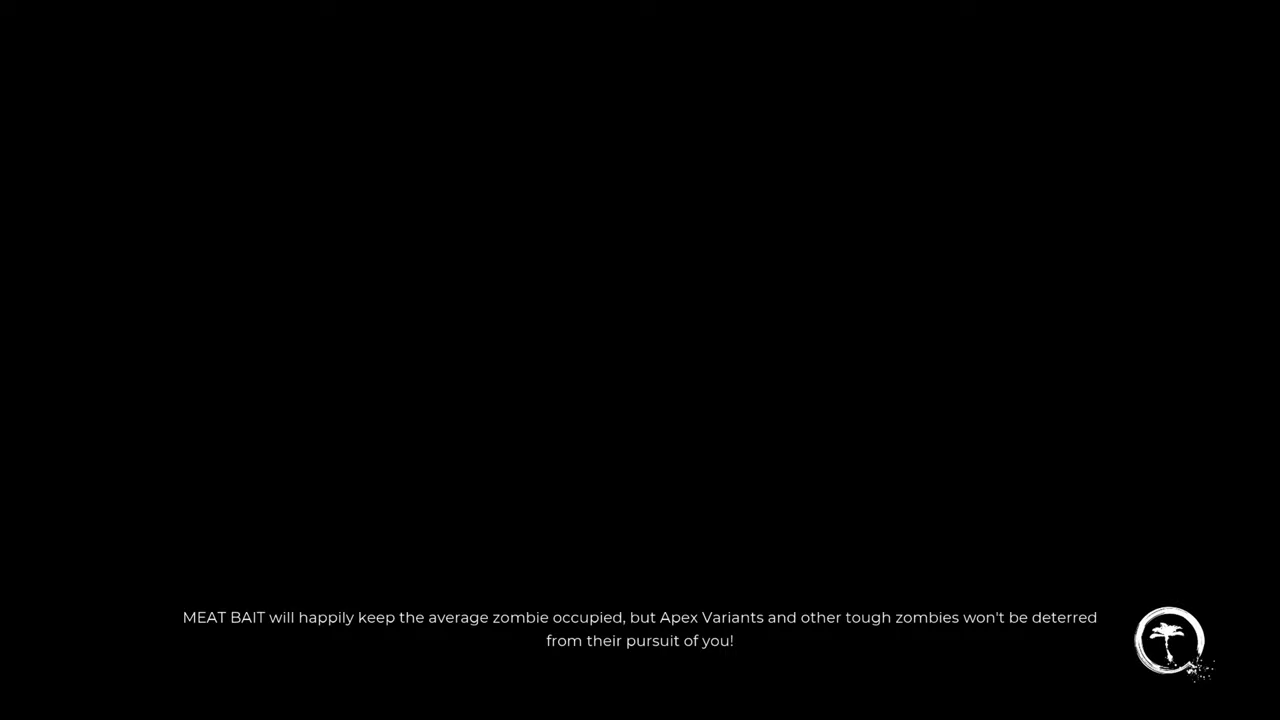 MEAT BAIT will happily keep the average zombie occupied, but Apex Variants and other tough zombies won't be deterred
from their pursuit of you!